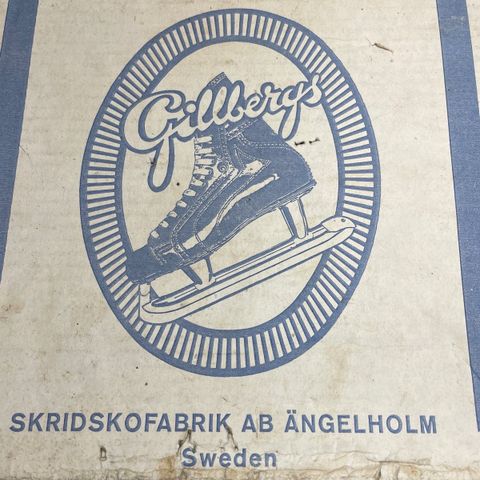 Gillbergs
SKRIDSKOFABRIK AB ÄNGELHOLM
Sweden